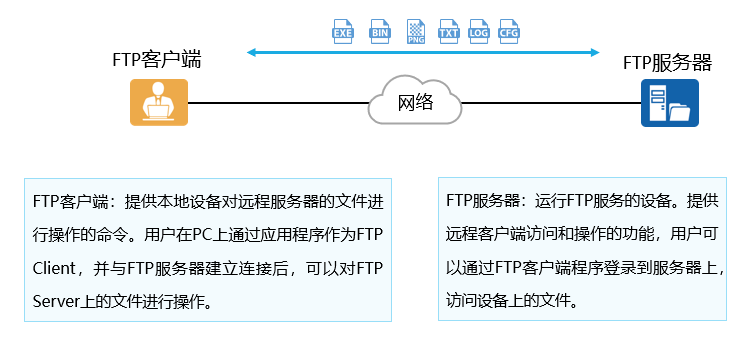 EXE BIN PNG TXT LOG CFG
FTP客户端
FTP服务器
网络
FTP客户端：提供本地设备对远程服务器的文件进
行操作的命令。用户在PC上通过应用程序作为FTP
Client，并与FTP服务器建立连接后，可以对FTP
Server上的文件进行操作。
FTP服务器：运行FTP服务的设备。提供
远程客户端访问和操作的功能，用户可
以通过FTP客户端程序登录到服务器上，
访问设备上的文件。